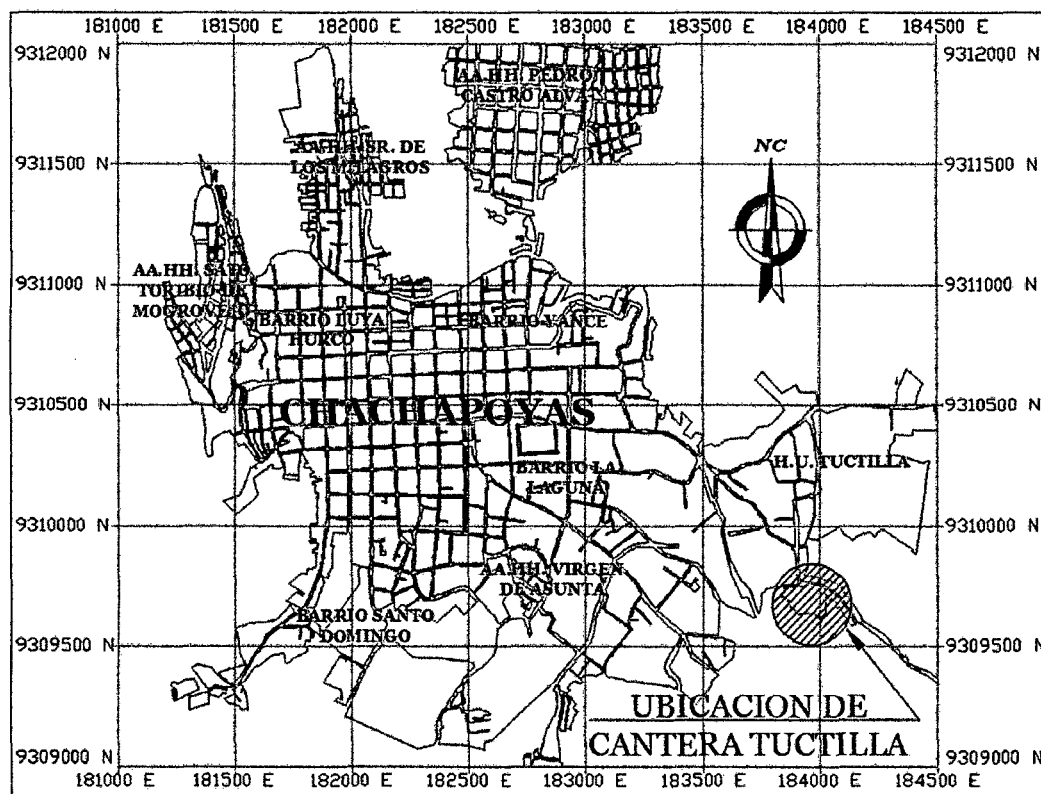 181000 E 181500 E 182000 E 182500 E 183000 E 183500 E 184000 E 184500 E
9312000 N 9312000 N
AA.HH. PEDRO
CASTRO ALVA
AA.HH. SR. DE
LOS MILAGROS
9311500 N 9311500 N
NC
AA.HH. SATO
TORIBIO DE
MOGROVEJO
9311000 N 9311000 N
BARRIO LUYA
HURCO
BARRIO YANCE
9310500 N 9310500 N
CHACHAPOYAS
BARRIO LA
LAGUNA
H.U. TUCTILLA
9310000 N 9310000 N
AA.HH. VIRGEN
DE ASUNTA
BARRIO SANTO
DOMINGO
9309500 N 9309500 N
UBICACION DE
CANTERA TUCTILLA
9309000 N 9309000 N
181000 E 181500 E 182000 E 182500 E 183000 E 183500 E 184000 E 184500 E